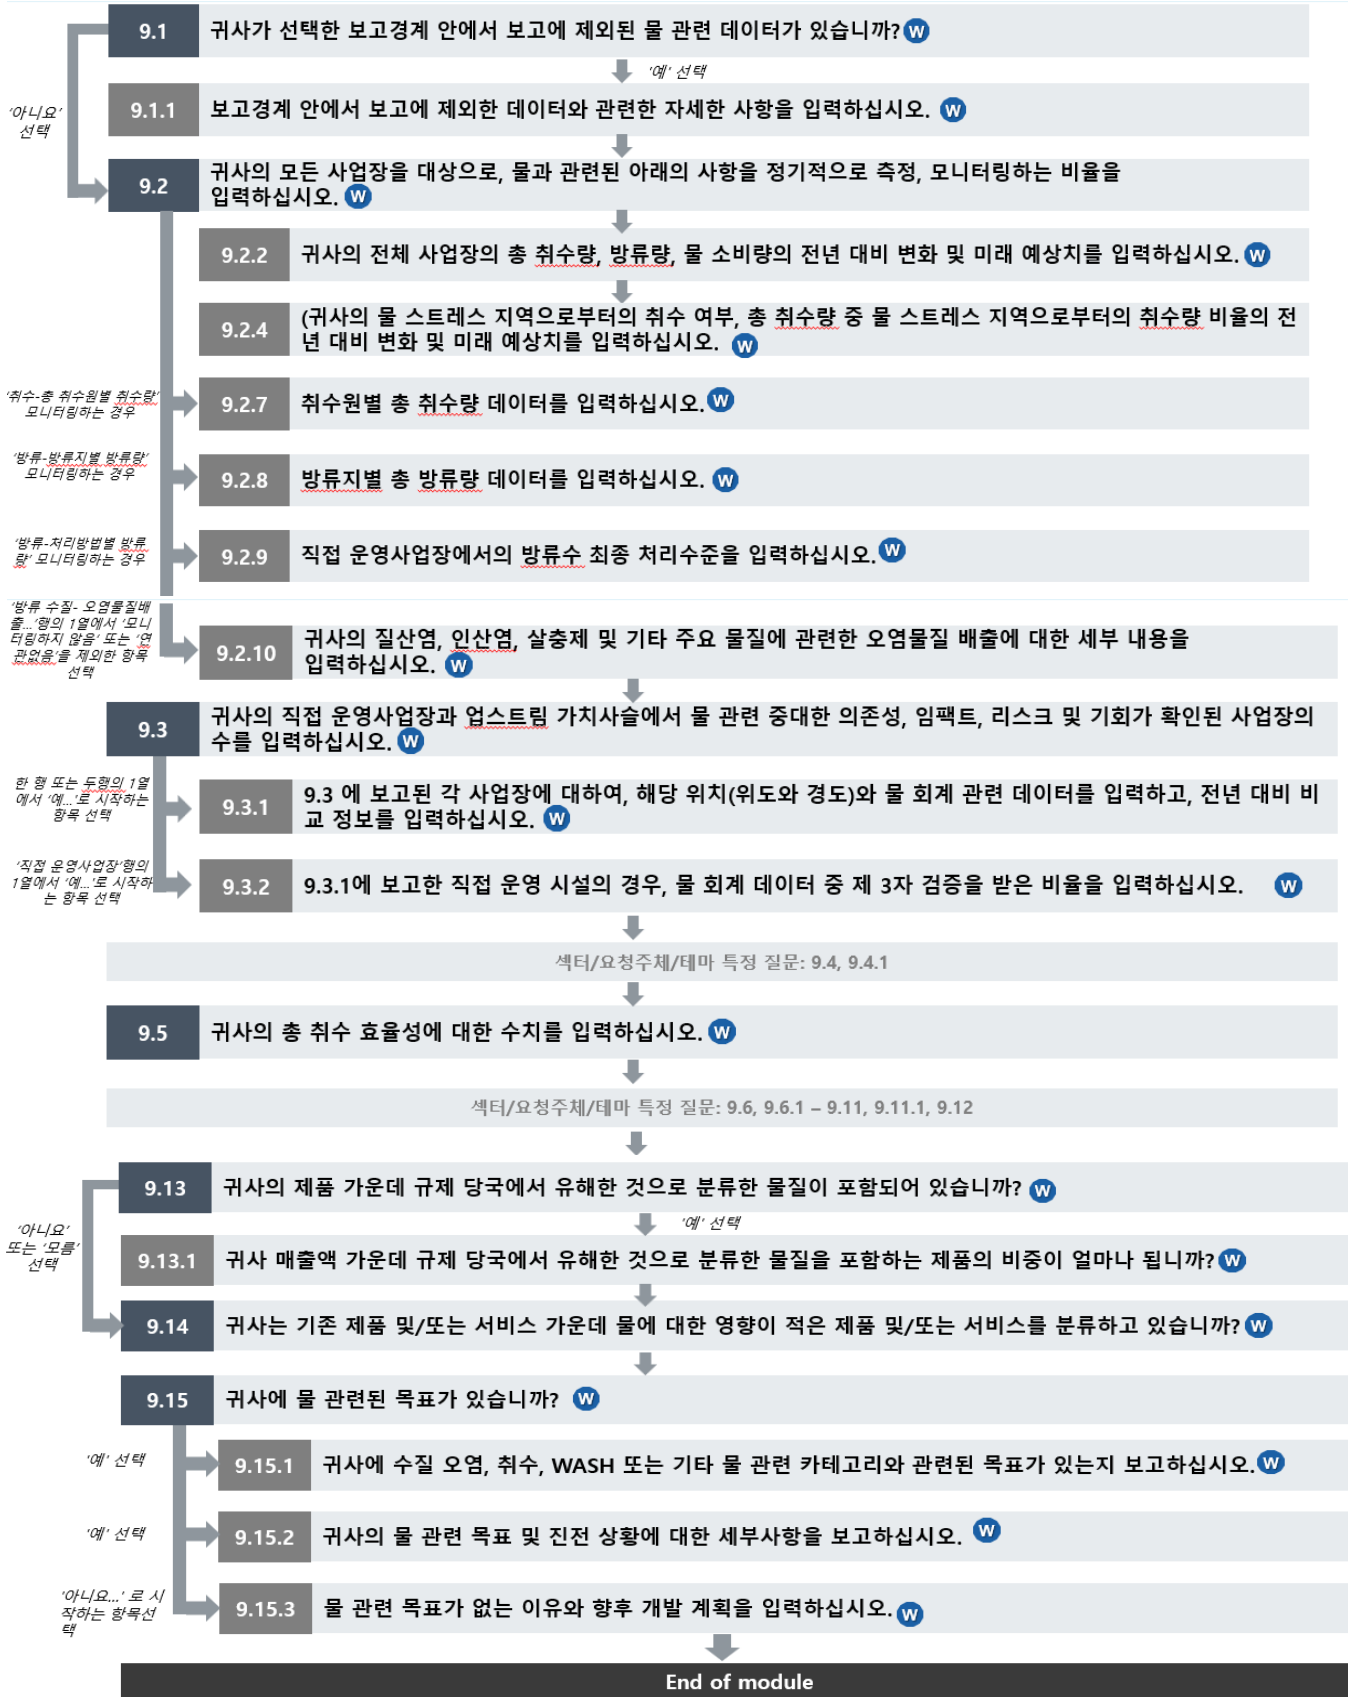 9.1 귀사가 선택한 보고경계 안에서 보고에 제외된 물 관련 데이터가 있습니까? W
'예' 선택
'아니요'
선택
9.1.1 보고경계 안에서 보고에 제외한 데이터와 관련한 자세한 사항을 입력하십시오. W
9.2 귀사의 모든 사업장을 대상으로, 물과 관련된 아래의 사항을 정기적으로 측정, 모니터링하는 비율을
입력하십시오. W
9.2.2 귀사의 전체 사업장의 총 취수량, 방류량, 물 소비량의 전년 대비 변화 및 미래 예상치를 입력하십시오. W
9.2.4 (귀사의 물 스트레스 지역으로부터의 취수 여부, 총 취수량 중 물 스트레스 지역으로부터의 취수량 비율의 전
년 대비 변화 및 미래 예상치를 입력하십시오. W
'취수-총 취수원별 취수량'
모니터링하는 경우
9.2.7 취수원별 총 취수량 데이터를 입력하십시오. W
'방류-방류지별 방류량'
모니터링하는 경우
9.2.8 방류지별 총 방류량 데이터를 입력하십시오. W
'방류-처리방법별 방류
량' 모니터링하는 경우
9.2.9 직접 운영사업장에서의 방류수 최종 처리수준을 입력하십시오. W
'방류 수질- 오염물질배
출...'행의 1열에서 '모니
터링하지 않음' 또는 '연
관없음'을 제외한 항목
선택
9.2.10 귀사의 질산염, 인산염, 살충제 및 기타 주요 물질에 관련한 오염물질 배출에 대한 세부 내용을
입력하십시오. W
9.3 귀사의 직접 운영사업장과 업스트림 가치사슬에서 물 관련 중대한 의존성, 임팩트, 리스크 및 기회가 확인된 사업장의
수를 입력하십시오. W
한 행 또는 두행의 1열
에서 '예...'로 시작하는
항목 선택
9.3.1 9.3 에 보고된 각 사업장에 대하여, 해당 위치(위도와 경도)와 물 회계 관련 데이터를 입력하고, 전년 대비 비
교 정보를 입력하십시오. W
'직접 운영사업장'행의
1열에서 '예...'로 시작하
는 항목 선택
9.3.2 9.3.1에 보고한 직접 운영 시설의 경우, 물 회계 데이터 중 제 3자 검증을 받은 비율을 입력하십시오. W
섹터/요청주체/테마 특정 질문: 9.4, 9.4.1
9.5 귀사의 총 취수 효율성에 대한 수치를 입력하십시오. W
섹터/요청주체/테마 특정 질문: 9.6, 9.6.1 – 9.11, 9.11.1, 9.12
9.13 귀사의 제품 가운데 규제 당국에서 유해한 것으로 분류한 물질이 포함되어 있습니까? W
'예' 선택
'아니요'
또는 '모름'
선택
9.13.1 귀사 매출액 가운데 규제 당국에서 유해한 것으로 분류한 물질을 포함하는 제품의 비중이 얼마나 됩니까? W
9.14 귀사는 기존 제품 및/또는 서비스 가운데 물에 대한 영향이 적은 제품 및/또는 서비스를 분류하고 있습니까? W
9.15 귀사에 물 관련된 목표가 있습니까? W
'예' 선택
9.15.1 귀사에 수질 오염, 취수, WASH 또는 기타 물 관련 카테고리와 관련된 목표가 있는지 보고하십시오. W
'예' 선택
9.15.2 귀사의 물 관련 목표 및 진전 상황에 대한 세부사항을 보고하십시오. W
'아니요...' 로 시
작하는 항목선
택
9.15.3 물 관련 목표가 없는 이유와 향후 개발 계획을 입력하십시오. W
End of module